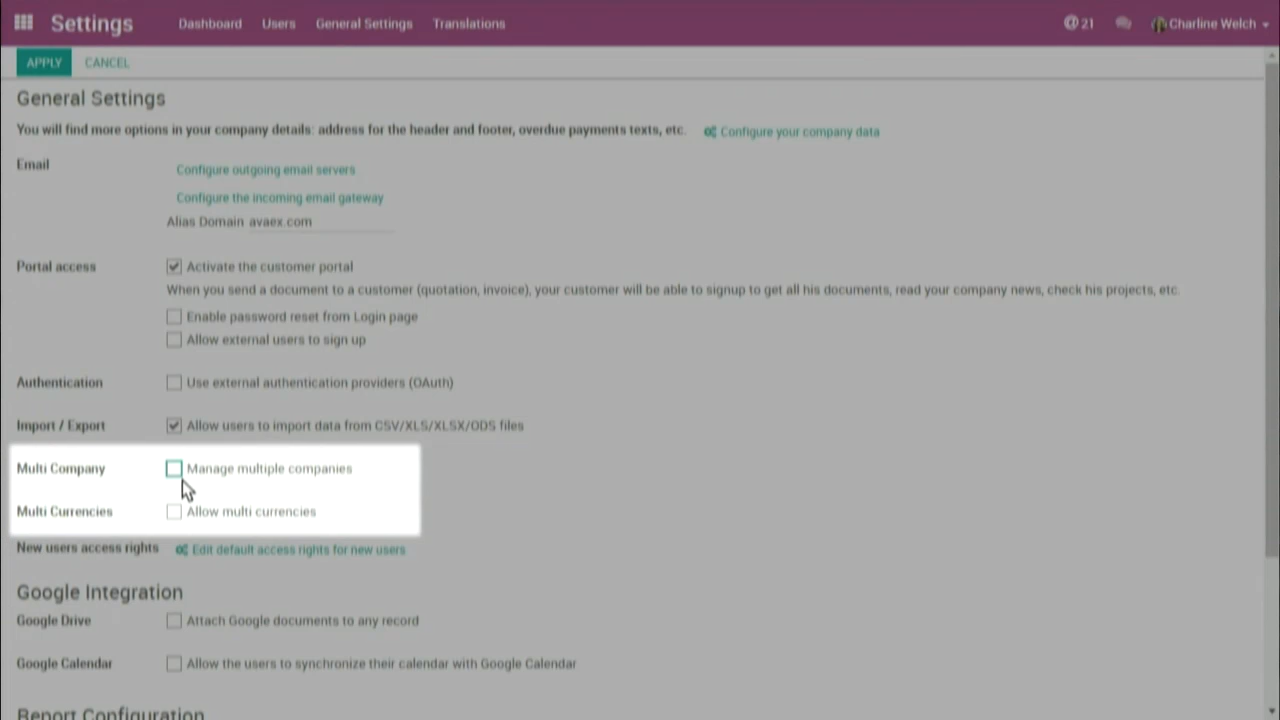 Settings Dashboard Users General Settings Translations @21 Charline Welch
APPLY CANCEL
General Settings
You will find more options in your company details: address for the header and footer, overdue payments texts, etc. Configure your company data
Email Configure outgoing email servers
Configure the incoming email gateway
Alias Domain avaex.com
Portal access Activate the customer portal
When you send a document to a customer (quotation, invoice), your customer will be able to signup to get all his documents, read your company news, check his projects, etc.
Enable password reset from Login page
Allow external users to sign up
Authentication Use external authentication providers (OAuth)
Import / Export Allow users to import data from CSV/XLS/XLSX/ODS files
Multi Company Manage multiple companies
Multi Currencies Allow multi currencies
New users access rights Edit default access rights for new users
Google Integration
Google Drive Attach Google documents to any record
Google Calendar Allow the users to synchronize their calendar with Google Calendar
Report Configuration